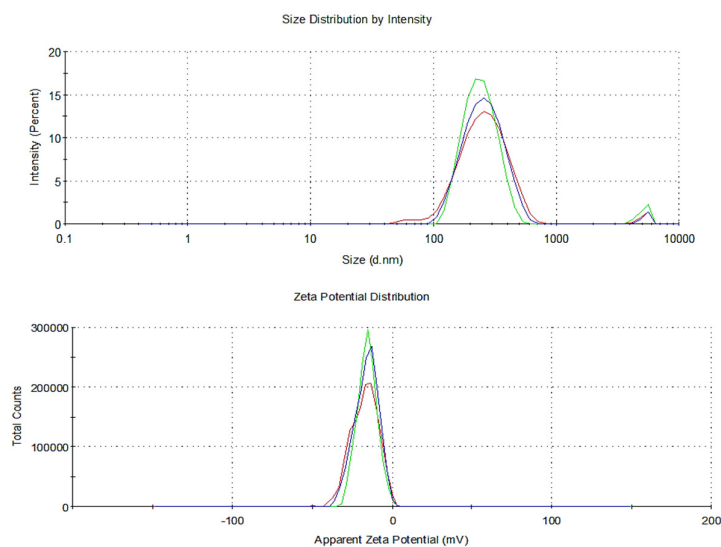 Size Distribution by Intensity
20
15
10
5
0
Intensity (Percent)
0.1 1 10 100 1000 10000
Size (d.nm)
Zeta Potential Distribution
300000
200000
100000
0
Total Counts
-100 0 100 200
Apparent Zeta Potential (mV)